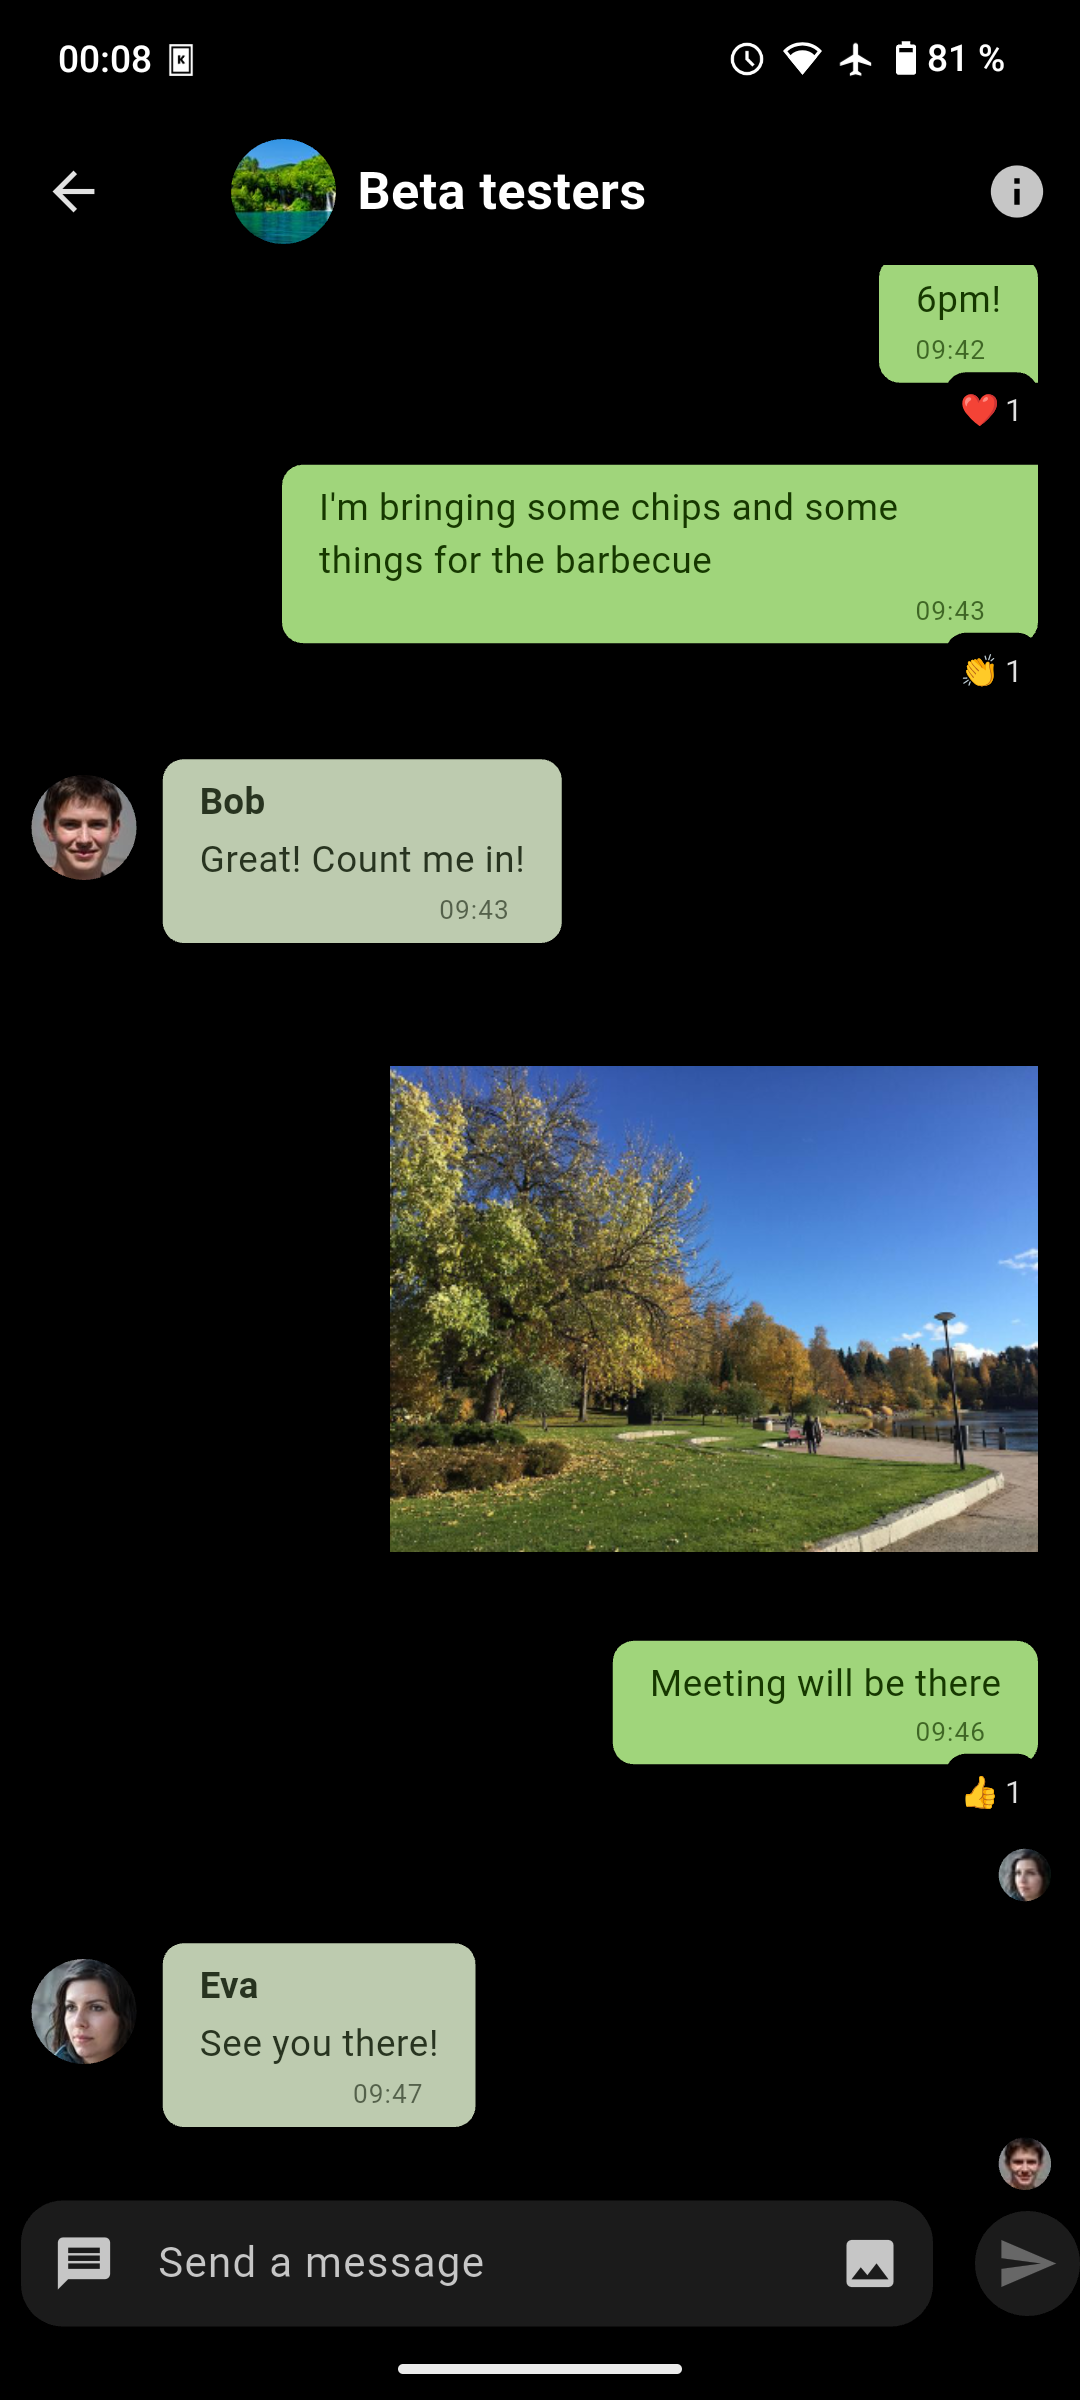 00:08
81 %
Beta testers
6pm!
09:42
1
I'm bringing some chips and some
things for the barbecue
09:43
1
Bob
Great! Count me in!
09:43
Meeting will be there
09:46
1
Eva
See you there!
09:47
Send a message